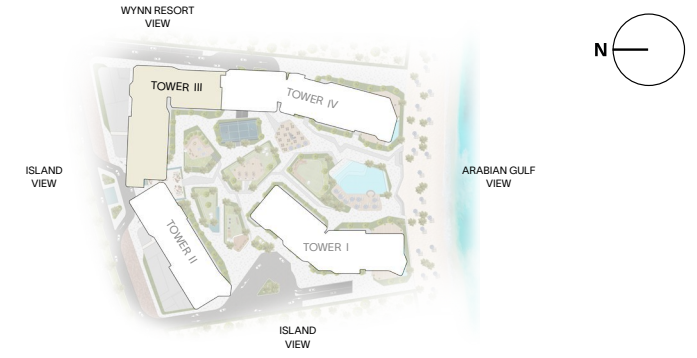 WYNN RESORT
VIEW
N
TOWER III
TOWER IV
ISLAND
VIEW
ARABIAN GULF
VIEW
TOWER II
TOWER I
ISLAND
VIEW